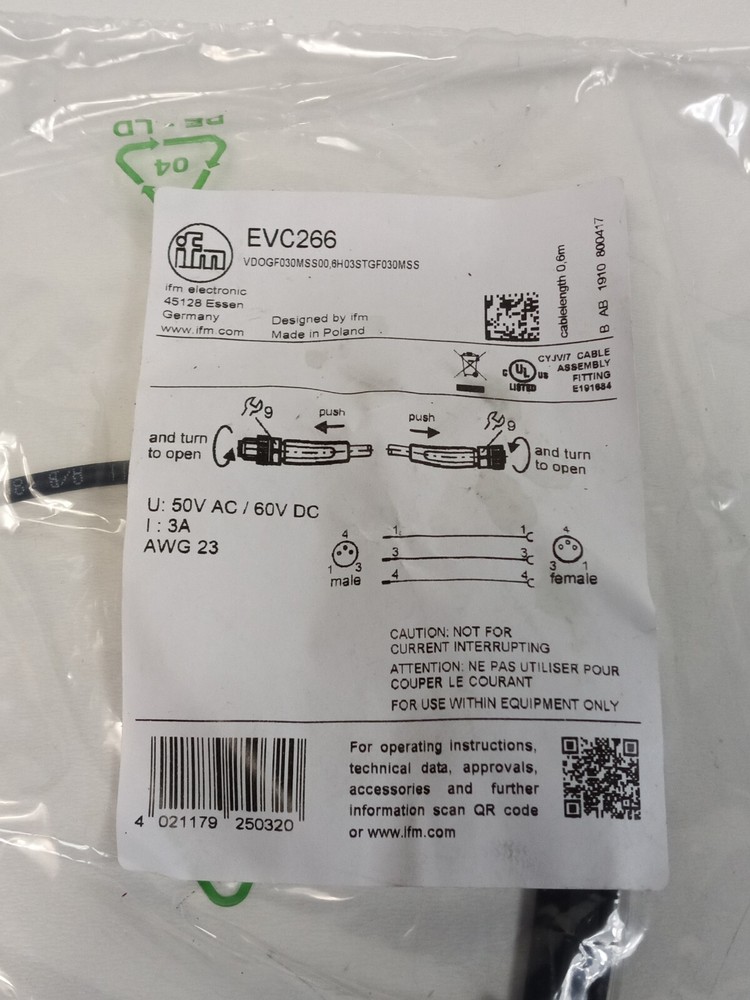 PE - LD
04
ifm
EVC266
VDOGF030MSS00,6H03STGF030MSS
ifm electronic
45128 Essen
Germany
www.ifm.com
Designed by ifm
Made in Poland
cablelength 0,6m
B AB 1910 800417
C UL US
LISTED
CYJV/7 CABLE
ASSEMBLY
FITTING
E191684
9
push
push
9
and turn
to open
and turn
to open
U: 50V AC / 60V DC
I : 3A
AWG 23
4
1 3
male
1 1
3 3
4 4
4
3 1
female
CAUTION: NOT FOR
CURRENT INTERRUPTING
ATTENTION: NE PAS UTILISER POUR
COUPER LE COURANT
FOR USE WITHIN EQUIPMENT ONLY
4 021179 250320
For operating instructions,
technical data, approvals,
accessories and further
information scan QR code
or www.ifm.com